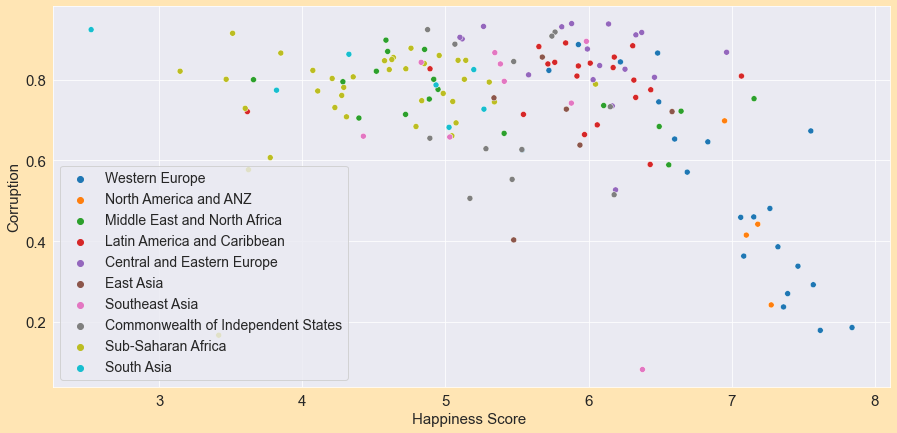 Corruption
0.8
0.6
0.4
0.2
Western Europe
North America and ANZ
Middle East and North Africa
Latin America and Caribbean
Central and Eastern Europe
East Asia
Southeast Asia
Commonwealth of Independent States
Sub-Saharan Africa
South Asia
3 4 5 6 7 8
Happiness Score